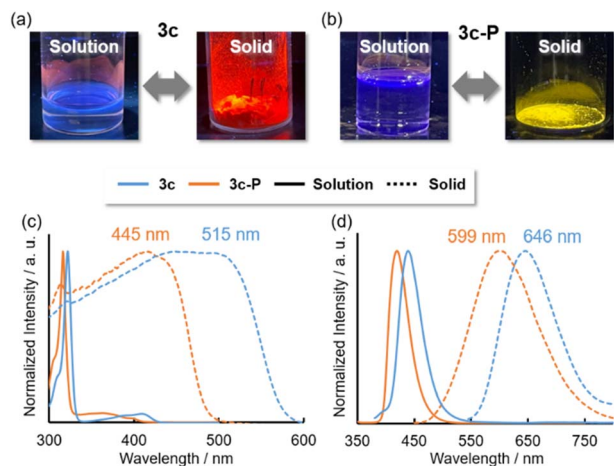 (a) 3c (b) 3c-P
Solution Solid Solution Solid
3c 3c-P Solution Solid
(c) 445 nm 515 nm (d) 599 nm 646 nm
Normalized Intensity / a. u. Normalized Intensity / a. u.
300 400 500 600 350 450 550 650 750
Wavelength / nm Wavelength / nm